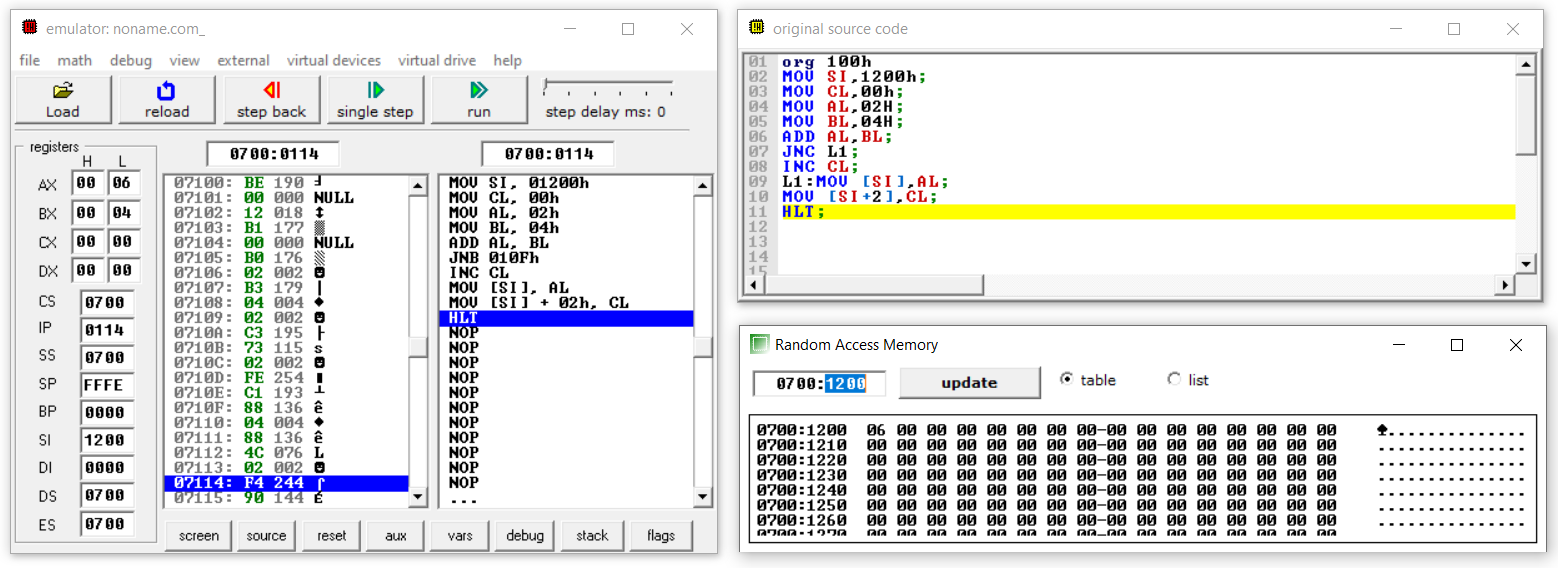 emulator: noname.com_
file math debug view external virtual devices virtual drive help
Load reload step back single step run step delay ms: 0
registers
H L
AX 00 06
BX 00 04
CX 00 00
DX 00 00
CS 0700
IP 0114
SS 0700
SP FFFE
BP 0000
SI 1200
DI 0000
DS 0700
ES 0700
0700:0114
07100: BE 190 ╛
07101: 00 000 NULL
07102: 12 018 ↕
07103: B1 177 ▒
07104: 00 000 NULL
07105: B0 176 ░
07106: 02 002 ☻
07107: B3 179 │
07108: 04 004 ♦
07109: 02 002 ☻
0710A: C3 195 ├
0710B: 73 115 s
0710C: 02 002 ☻
0710D: FE 254 ■
0710E: C1 193 ┴
0710F: 88 136 ê
07110: 04 004 ♦
07111: 88 136 ê
07112: 4C 076 L
07113: 02 002 ☻
07114: F4 244 ⌠
07115: 90 144 É
0700:0114
MOV SI, 01200h
MOV CL, 00h
MOV AL, 02h
MOV BL, 04h
ADD AL, BL
JNB 010Fh
INC CL
MOV [SI], AL
MOV [SI] + 02h, CL
HLT
NOP
NOP
NOP
NOP
NOP
NOP
NOP
NOP
NOP
NOP
NOP
...
screen source reset aux vars debug stack flags
original source code
01 org 100h
02 MOV SI,1200h;
03 MOV CL,00h;
04 MOV AL,02H;
05 MOV BL,04H;
06 ADD AL,BL;
07 JNC L1;
08 INC CL;
09 L1:MOV [SI],AL;
10 MOV [SI+2],CL;
11 HLT;
12
13
14
15
Random Access Memory
0700:1200 update table list
0700:1200 06 00 00 00 00 00 00 00-00 00 00 00 00 00 00 00 ♠...............
0700:1210 00 00 00 00 00 00 00 00-00 00 00 00 00 00 00 00 ................
0700:1220 00 00 00 00 00 00 00 00-00 00 00 00 00 00 00 00 ................
0700:1230 00 00 00 00 00 00 00 00-00 00 00 00 00 00 00 00 ................
0700:1240 00 00 00 00 00 00 00 00-00 00 00 00 00 00 00 00 ................
0700:1250 00 00 00 00 00 00 00 00-00 00 00 00 00 00 00 00 ................
0700:1260 00 00 00 00 00 00 00 00-00 00 00 00 00 00 00 00 ................
0700:1270 00 00 00 00 00 00 00 00-00 00 00 00 00 00 00 00